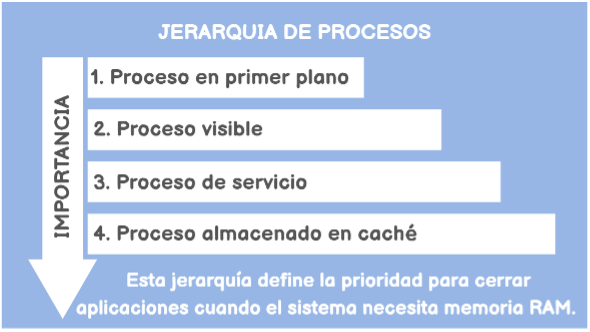 JERARQUIA DE PROCESOS
IMPORTANCIA
1. Proceso en primer plano
2. Proceso visible
3. Proceso de servicio
4. Proceso almacenado en caché
Esta jerarquía define la prioridad para cerrar
aplicaciones cuando el sistema necesita memoria RAM.